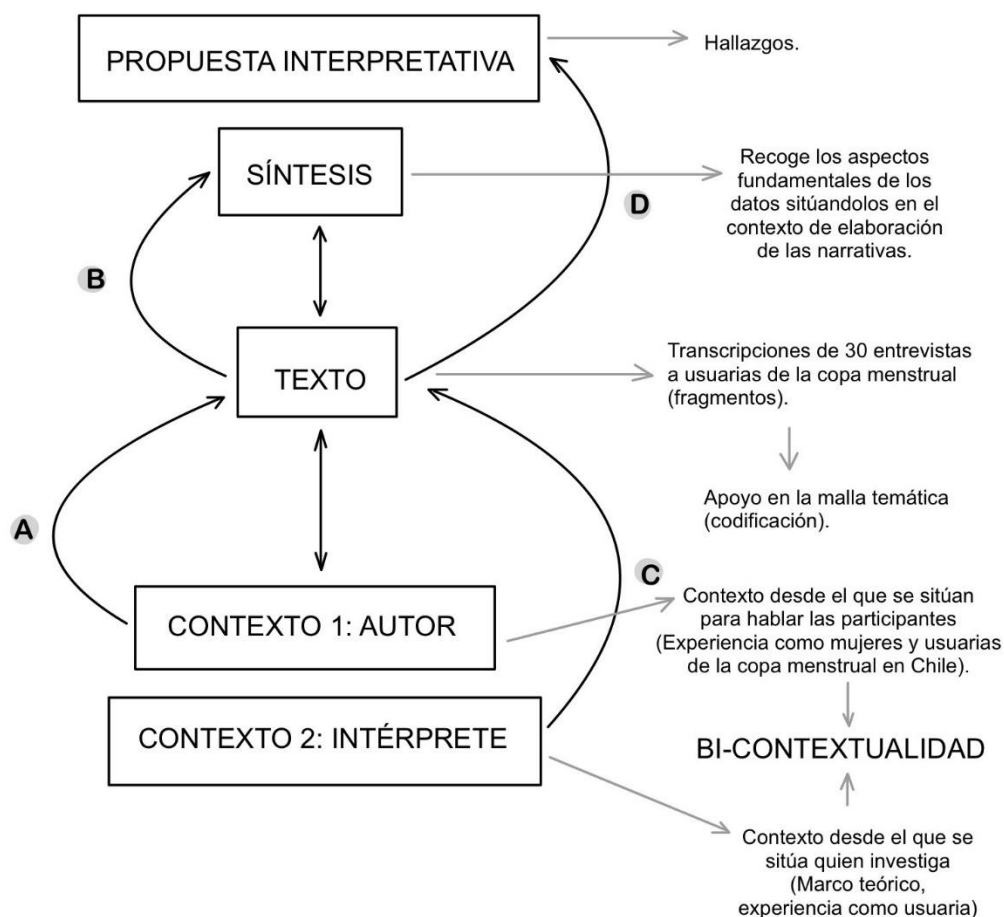 PROPUESTA INTERPRETATIVA
Hallazgos.
SÍNTESIS
Recoge los aspectos
fundamentales de los
datos sitúandolos en el
contexto de elaboración
de las narrativas.
D
B
TEXTO
Transcripciones de 30 entrevistas
a usuarias de la copa menstrual
(fragmentos).
Apoyo en la malla temática
(codificación).
A
C
CONTEXTO 1: AUTOR
Contexto desde el que se sitúan
para hablar las participantes
(Experiencia como mujeres y usuarias
de la copa menstrual en Chile).
CONTEXTO 2: INTÉRPRETE
BI-CONTEXTUALIDAD
Contexto desde el que se
sitúa quien investiga
(Marco teórico,
experiencia como usuaria)